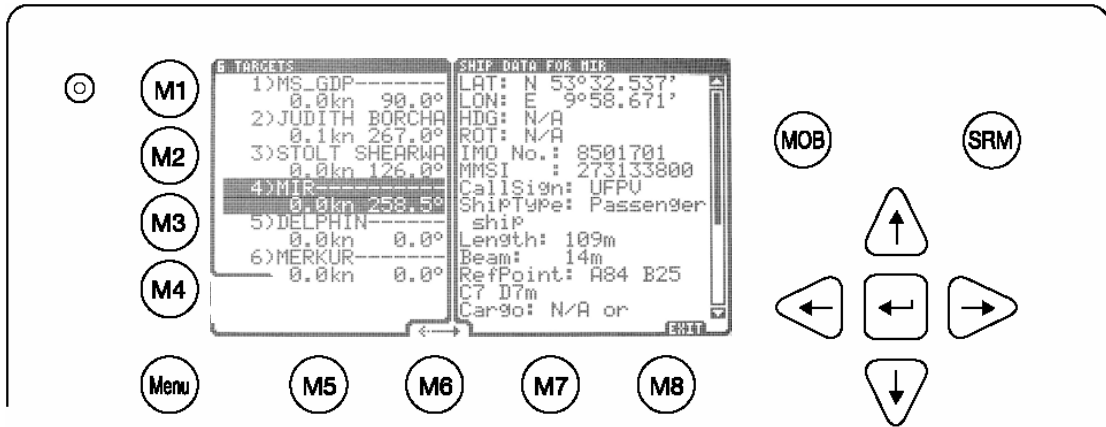 M1
M2
M3
M4
Menu
6 TARGETS
1)MS_GDP-------
0.0kn 90.0°
2)JUDITH BORCHA
0.1kn 267.0°
3)STOLT SHEARWA
0.0kn 126.0°
4)MIR----------
0.0kn 258.5°
5)DELPHIN------
0.0kn 0.0°
6)MERKUR-------
0.0kn 0.0°
SHIP DATA FOR MIR
LAT: N 53°32.537'
LON: E 9°58.671'
HDG: N/A
ROT: N/A
IMO No.: 8501701
MMSI : 273133800
CallSign: UFPV
ShipType: Passenger
ship
Length: 109m
Beam: 14m
RefPoint: A84 B25
C7 D7m
Cargo: N/A or
<--->
EXIT
M5
M6
M7
M8
MOB
SRM